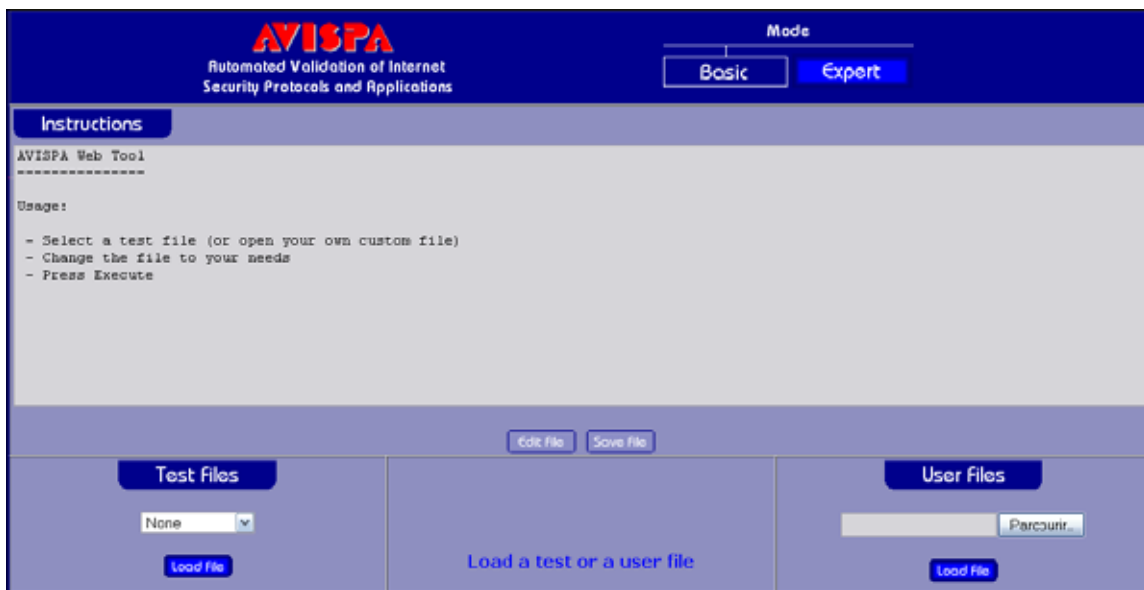 AVISPA
Automated Validation of Internet
Security Protocols and Applications
Mode
Basic
Expert
Instructions
AVISPA Web Tool
---------------
Usage:
- Select a test file (or open your own custom file)
- Change the file to your needs
- Press Execute
Edit File
Save File
Test Files
None
Load File
Load a test or a user file
User Files
Parcourir..
Load File